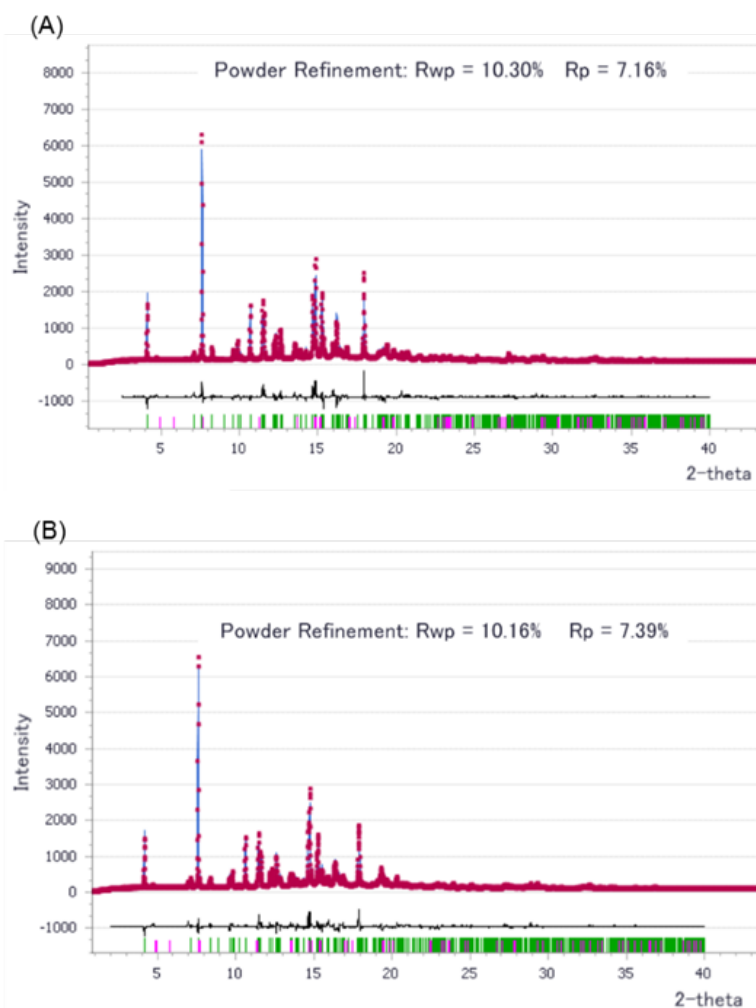 (A)
Powder Refinement: Rwp = 10.30% Rp = 7.16%
8000
7000
6000
5000
4000
3000
2000
1000
0
-1000
Intensity
5 10 15 20 25 30 35 40
2-theta
(B)
9000
Powder Refinement: Rwp = 10.16% Rp = 7.39%
8000
7000
6000
5000
4000
3000
2000
1000
0
-1000
Intensity
5 10 15 20 25 30 35 40
2-theta